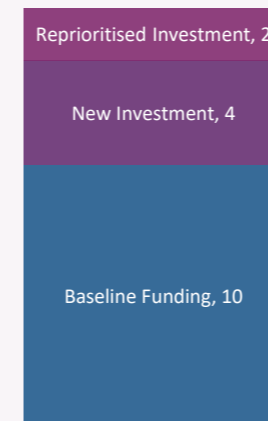 Reprioritised Investment, 2
New Investment, 4
Baseline Funding, 10